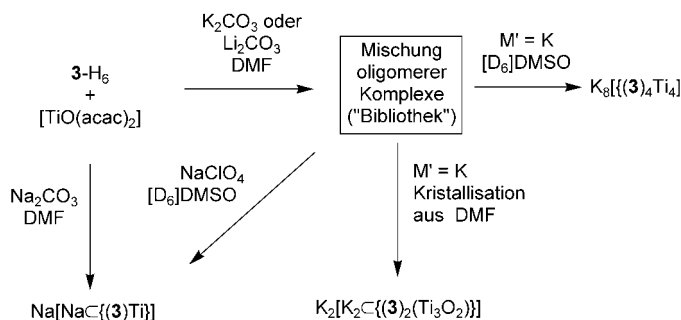 3-H₆
+
[TiO(acac)₂]
K₂CO₃ oder
Li₂CO₃
DMF
Mischung
oligomerer
Komplexe
("Bibliothek")
M' = K
[D₆]DMSO
K₈[{(3)₄Ti₄]
Na₂CO₃
DMF
NaClO₄
[D₆]DMSO
M' = K
Kristallisation
aus DMF
Na[Na⊂{(3)Ti}]
K₂[K₂⊂{(3)₂(Ti₃O₂)}]